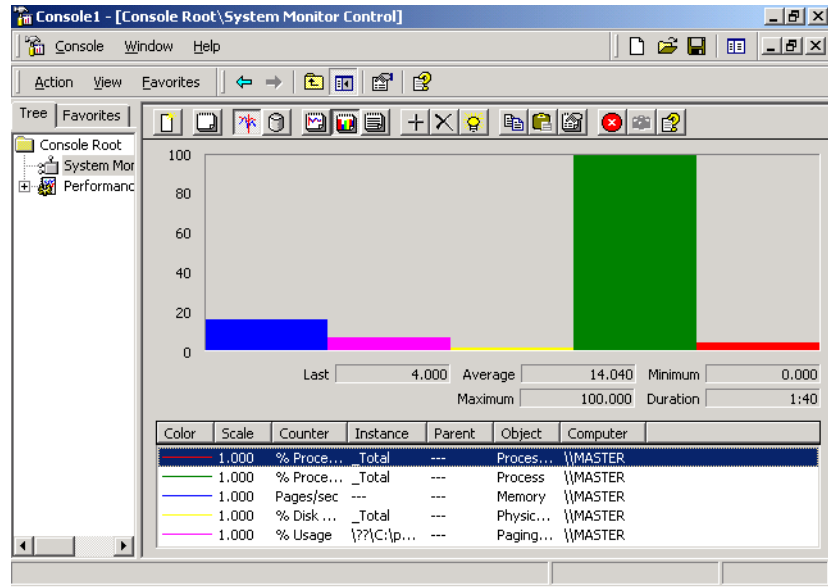 Console1 - [Console Root\System Monitor Control]
Console Window Help
Action View Favorites
Tree Favorites
Console Root
System Mor
Performanc
100
80
60
40
20
0
Last 4.000 Average 14.040 Minimum 0.000
Maximum 100.000 Duration 1:40
Color Scale Counter Instance Parent Object Computer
1.000 % Proce... _Total --- Proces... \\MASTER
1.000 % Proce... _Total --- Process \\MASTER
1.000 Pages/sec --- --- Memory \\MASTER
1.000 % Disk ... _Total --- Physic... \\MASTER
1.000 % Usage \??\C:\p... --- Paging... \\MASTER